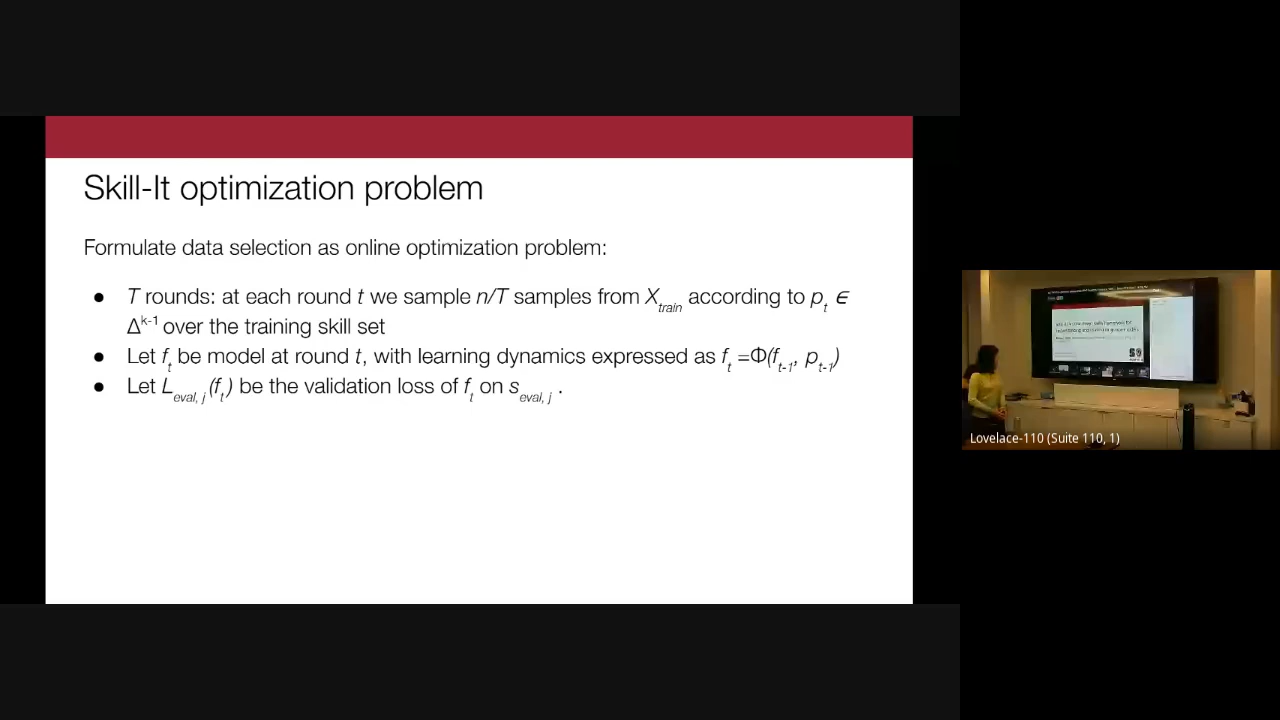 Skill-It optimization problem
Formulate data selection as online optimization problem:
● T rounds: at each round t we sample n/T samples from X_train according to p_t ∈
Δ^k-1 over the training skill set
● Let f_t be model at round t, with learning dynamics expressed as f_t =Φ(f_t-1, p_t-1)
● Let L_eval, j (f_t) be the validation loss of f_t on s_eval, j .
Lovelace-110 (Suite 110, 1)